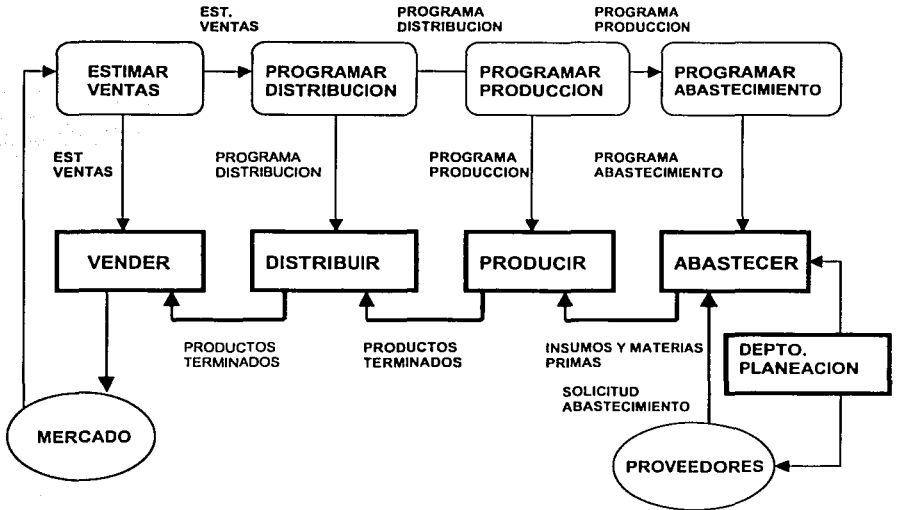 EST.
VENTAS
PROGRAMA
DISTRIBUCION
PROGRAMA
PRODUCCION
ESTIMAR
VENTAS
PROGRAMAR
DISTRIBUCION
PROGRAMAR
PRODUCCION
PROGRAMAR
ABASTECIMIENTO
EST
VENTAS
PROGRAMA
DISTRIBUCION
PROGRAMA
PRODUCCION
PROGRAMA
ABASTECIMIENTO
VENDER
DISTRIBUIR
PRODUCIR
ABASTECER
PRODUCTOS
TERMINADOS
PRODUCTOS
TERMINADOS
INSUMOS Y MATERIAS
PRIMAS
DEPTO.
PLANEACION
SOLICITUD
ABASTECIMIENTO
MERCADO
PROVEEDORES